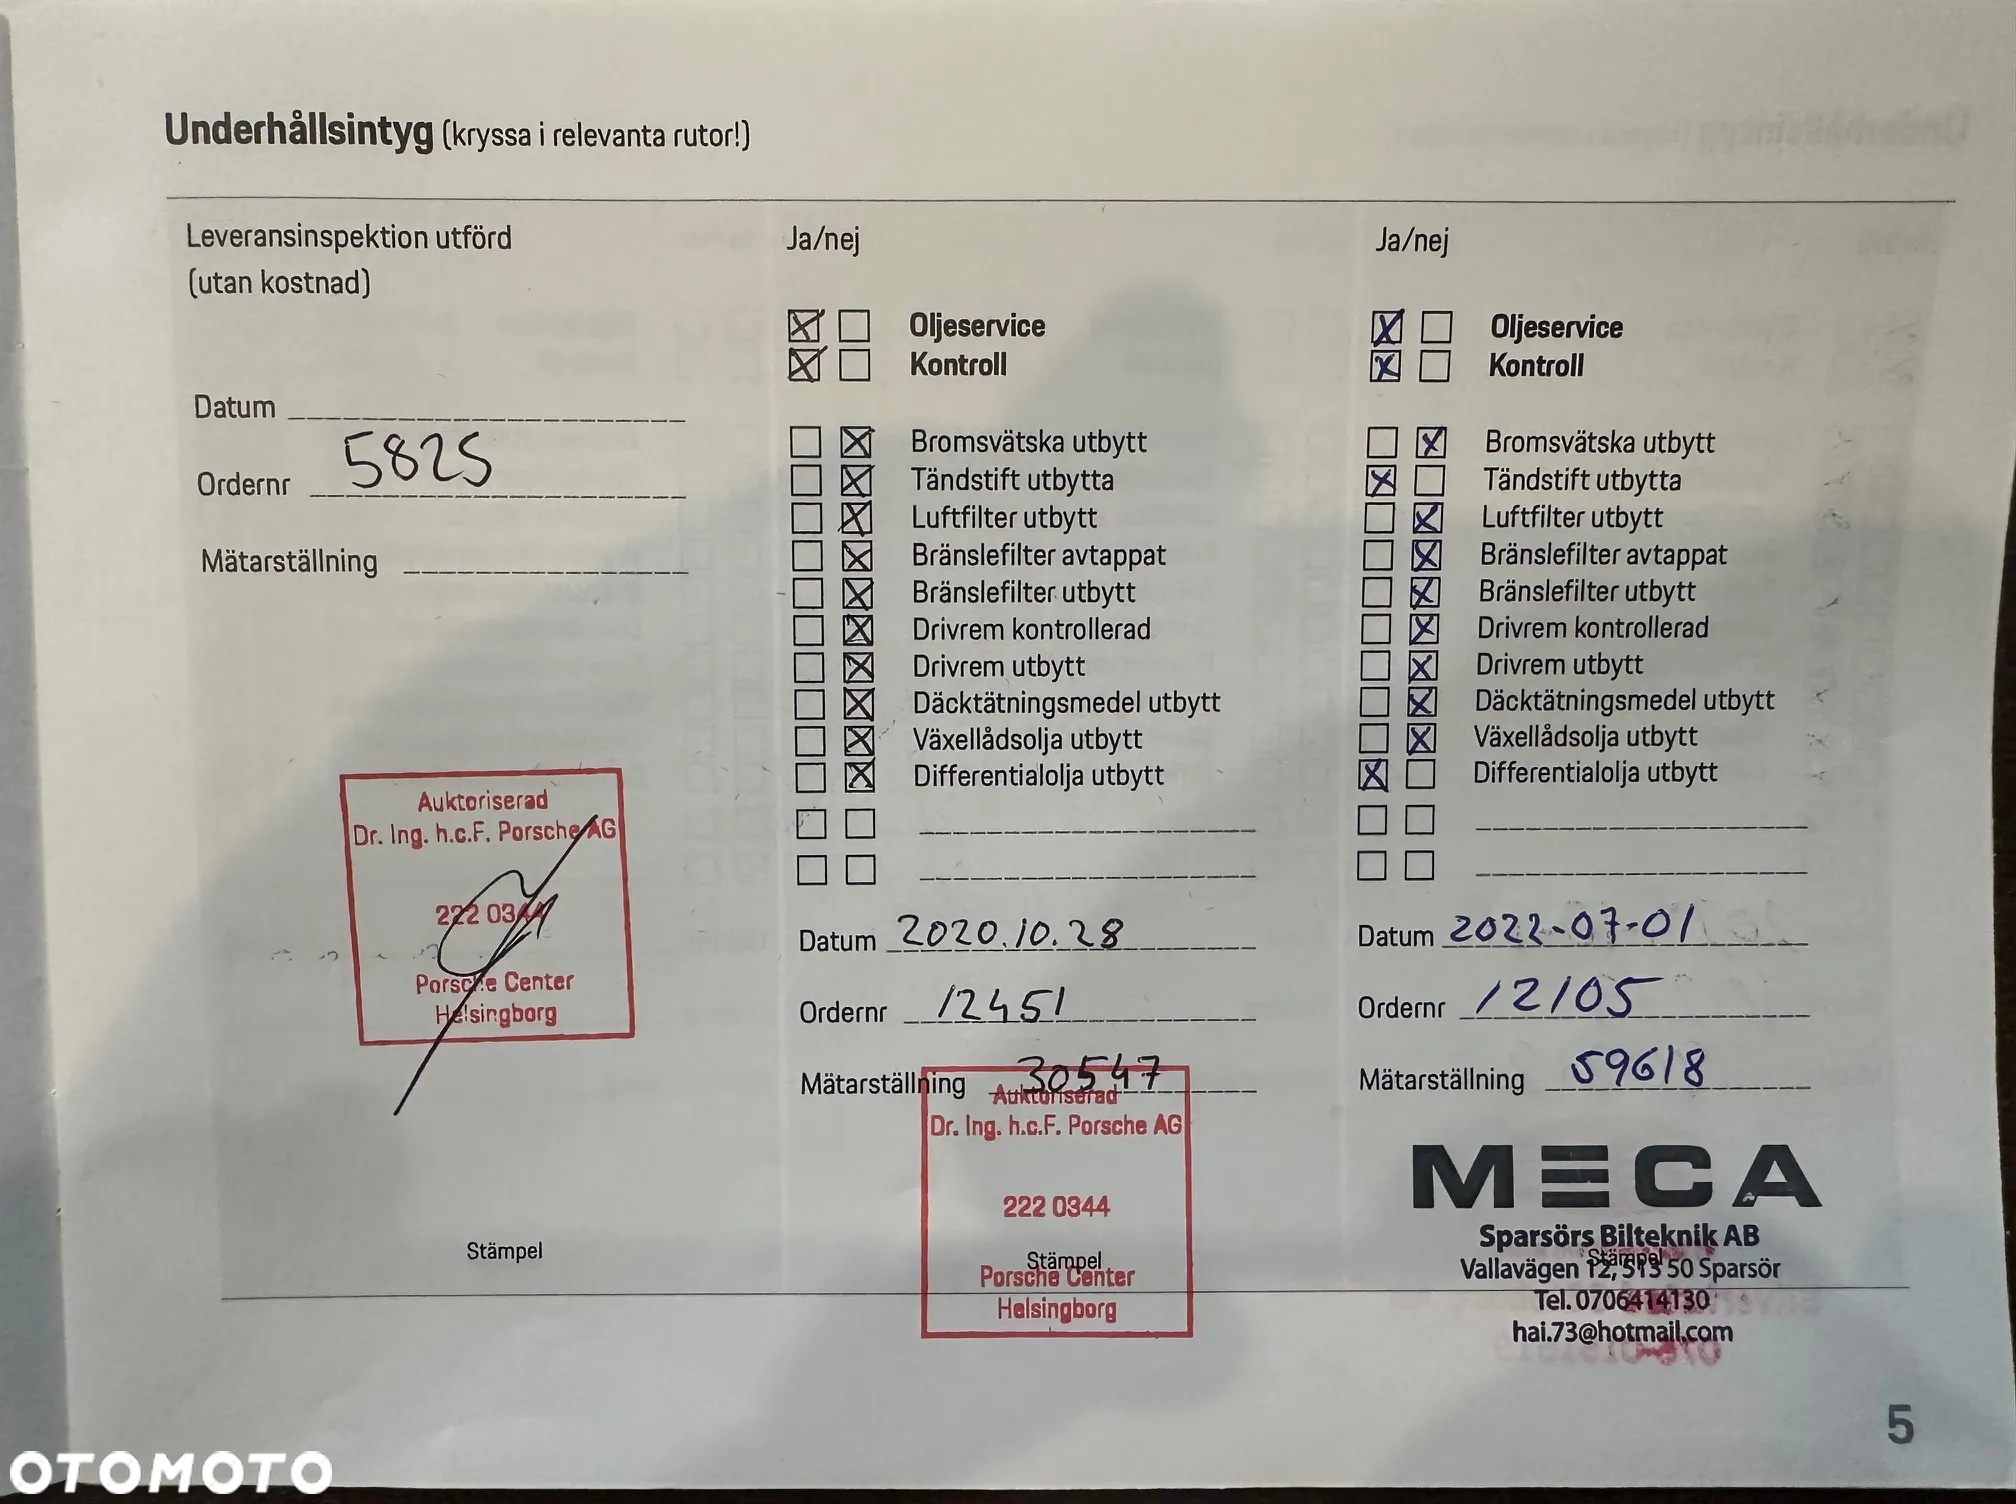 Underhållsintyg (kryssa i relevanta rutor!)
Leveransinspektion utförd
(utan kostnad)
Datum
Ordernr 5825
Mätarställning
Auktoriserad
Dr. Ing. h.c.F. Porsche AG
222 0344
Porsche Center
Helsingborg
Stämpel
Ja/nej
Oljeservice
Kontroll
Bromsvätska utbytt
Tändstift utbytta
Luftfilter utbytt
Bränslefilter avtappat
Bränslefilter utbytt
Drivrem kontrollerad
Drivrem utbytt
Däcktätningsmedel utbytt
Växellådsolja utbytt
Differentialolja utbytt
Datum 2020.10.28
Ordernr 12451
Mätarställning 30547
Auktoriserad
Dr. Ing. h.c.F. Porsche AG
222 0344
Stämpel
Porsche Center
Helsingborg
Ja/nej
Oljeservice
Kontroll
Bromsvätska utbytt
Tändstift utbytta
Luftfilter utbytt
Bränslefilter avtappat
Bränslefilter utbytt
Drivrem kontrollerad
Drivrem utbytt
Däcktätningsmedel utbytt
Växellådsolja utbytt
Differentialolja utbytt
Datum 2022-07-01
Ordernr 12105
Mätarställning 59618
MECA
Sparsörs Bilteknik AB
Stämpel
Vallavägen 12, 513 50 Sparsör
Tel. 0706414130
hai.73@hotmail.com
5
OTOMOTO